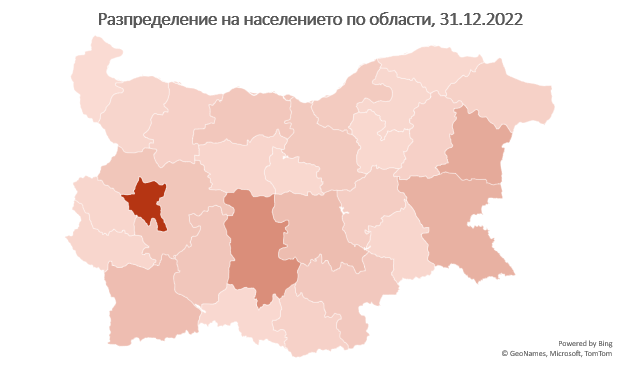 Разпределение на населението по области, 31.12.2022
Powered by Bing
© GeoNames, Microsoft, TomTom